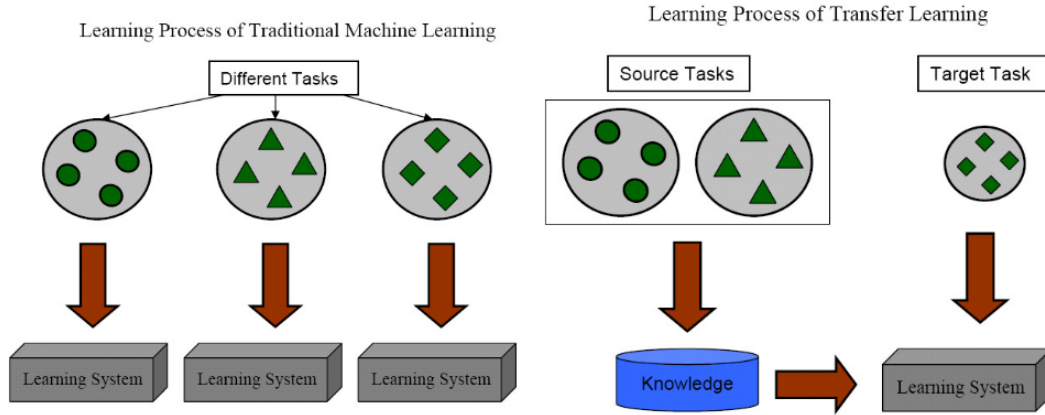 Learning Process of Traditional Machine Learning
Different Tasks
Learning System
Learning System
Learning System
Learning Process of Transfer Learning
Source Tasks
Target Task
Knowledge
Learning System